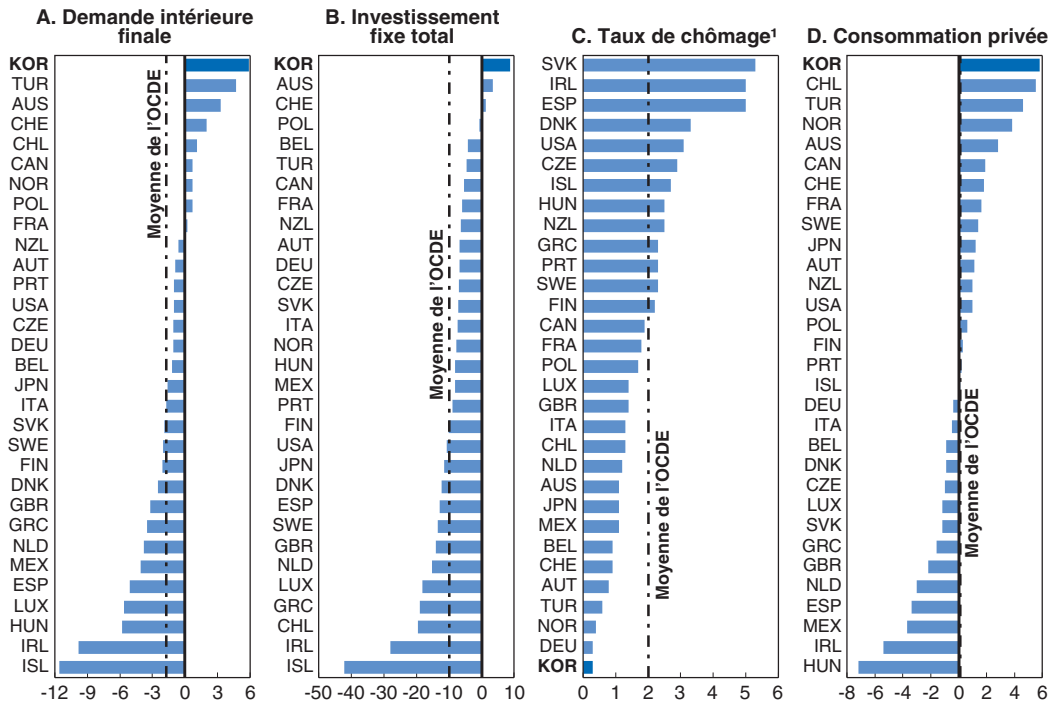 A. Demande intérieure
finale
KOR
TUR
AUS
CHE
CHL
CAN
NOR
POL
FRA
NZL
AUT
PRT
USA
CZE
DEU
BEL
JPN
ITA
SVK
SWE
FIN
DNK
GBR
GRC
NLD
MEX
ESP
LUX
HUN
IRL
ISL
Moyenne de l'OCDE
-12 -9 -6 -3 0 3 6
B. Investissement
fixe total
KOR
AUS
CHE
POL
BEL
TUR
CAN
FRA
NZL
AUT
DEU
CZE
SVK
ITA
NOR
HUN
MEX
PRT
FIN
USA
JPN
DNK
ESP
SWE
GBR
NLD
LUX
GRC
CHL
IRL
ISL
Moyenne de l'OCDE
-50 -40 -30 -20 -10 0 10
C. Taux de chômage¹
SVK
IRL
ESP
DNK
USA
CZE
ISL
HUN
NZL
GRC
PRT
SWE
FIN
CAN
FRA
POL
LUX
GBR
ITA
CHL
NLD
AUS
JPN
MEX
BEL
CHE
AUT
TUR
NOR
DEU
KOR
Moyenne de l'OCDE
0 1 2 3 4 5 6
D. Consommation privée
KOR
CHL
TUR
NOR
AUS
CAN
CHE
FRA
SWE
JPN
AUT
NZL
USA
POL
FIN
PRT
ISL
DEU
ITA
BEL
DNK
CZE
LUX
SVK
GRC
GBR
NLD
ESP
MEX
IRL
HUN
Moyenne de l'OCDE
-8 -6 -4 -2 0 2 4 6